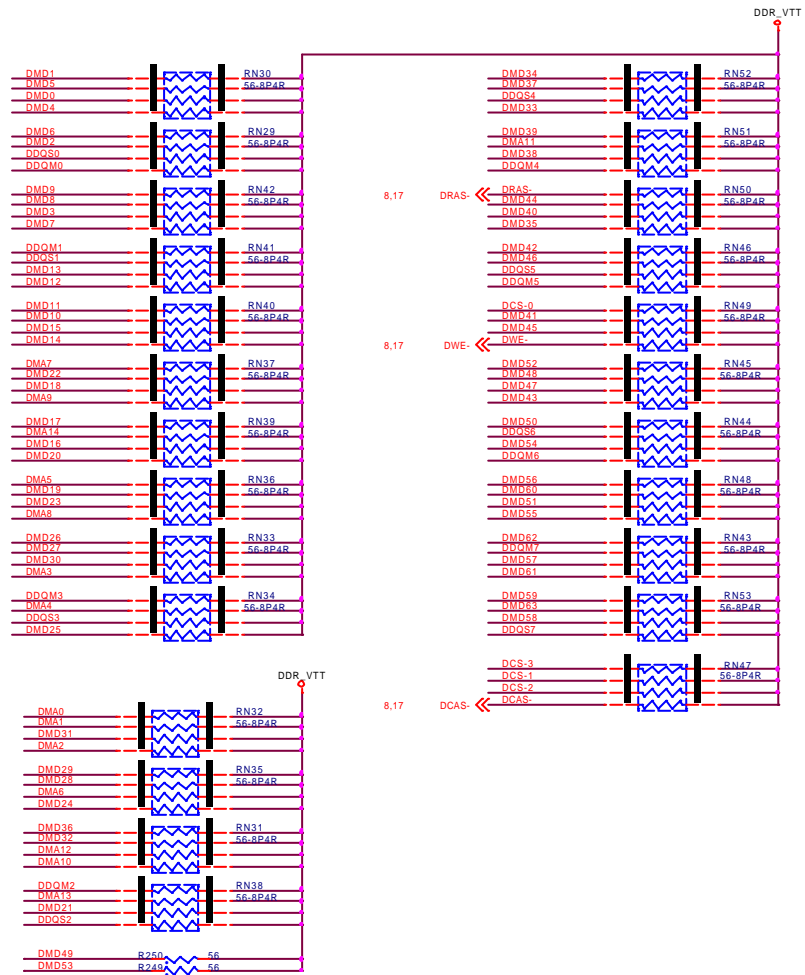 DDR_VTT
DMD1 RN30
DMD5 56-8P4R
DMD0
DMD4
DMD6 RN29
DMD2 56-8P4R
DDQS0
DDQM0
DMD9 RN42
DMD8 56-8P4R
DMD3
DMD7
DDQM1 RN41
DDQS1 56-8P4R
DMD13
DMD12
DMD11 RN40
DMD10 56-8P4R
DMD15
DMD14
DMA7 RN37
DMD22 56-8P4R
DMD18
DMA9
DMD17 RN39
DMA14 56-8P4R
DMD16
DMD20
DMA5 RN36
DMD19 56-8P4R
DMD23
DMA8
DMD26 RN33
DMD27 56-8P4R
DMD30
DMA3
DDQM3 RN34
DMA4 56-8P4R
DDQS3
DMD25
DMD34 RN52
DMD37 56-8P4R
DDQS4
DMD33
DMD39 RN51
DMA11 56-8P4R
DMD38
DDQM4
8,17 DRAS- DRAS- RN50
DMD44 56-8P4R
DMD40
DMD35
DMD42 RN46
DMD46 56-8P4R
DDQS5
DDQM5
DCS-0 RN49
DMD41 56-8P4R
DMD45
8,17 DWE- DWE-
DMD52 RN45
DMD48 56-8P4R
DMD47
DMD43
DMD50 RN44
DDQS6 56-8P4R
DMD54
DDQM6
DMD56 RN48
DMD60 56-8P4R
DMD51
DMD55
DMD62 RN43
DDQM7 56-8P4R
DMD57
DMD61
DMD59 RN53
DMD63 56-8P4R
DMD58
DDQS7
DCS-3 RN47
DCS-1 56-8P4R
DCS-2
8,17 DCAS- DCAS-
DDR_VTT
DMA0 RN32
DMA1 56-8P4R
DMD31
DMA2
DMD29 RN35
DMD28 56-8P4R
DMA6
DMD24
DMD36 RN31
DMD32 56-8P4R
DMA12
DMA10
DDQM2 RN38
DMA13 56-8P4R
DMD21
DDQS2
DMD49 R250 56
DMD53 R249 56